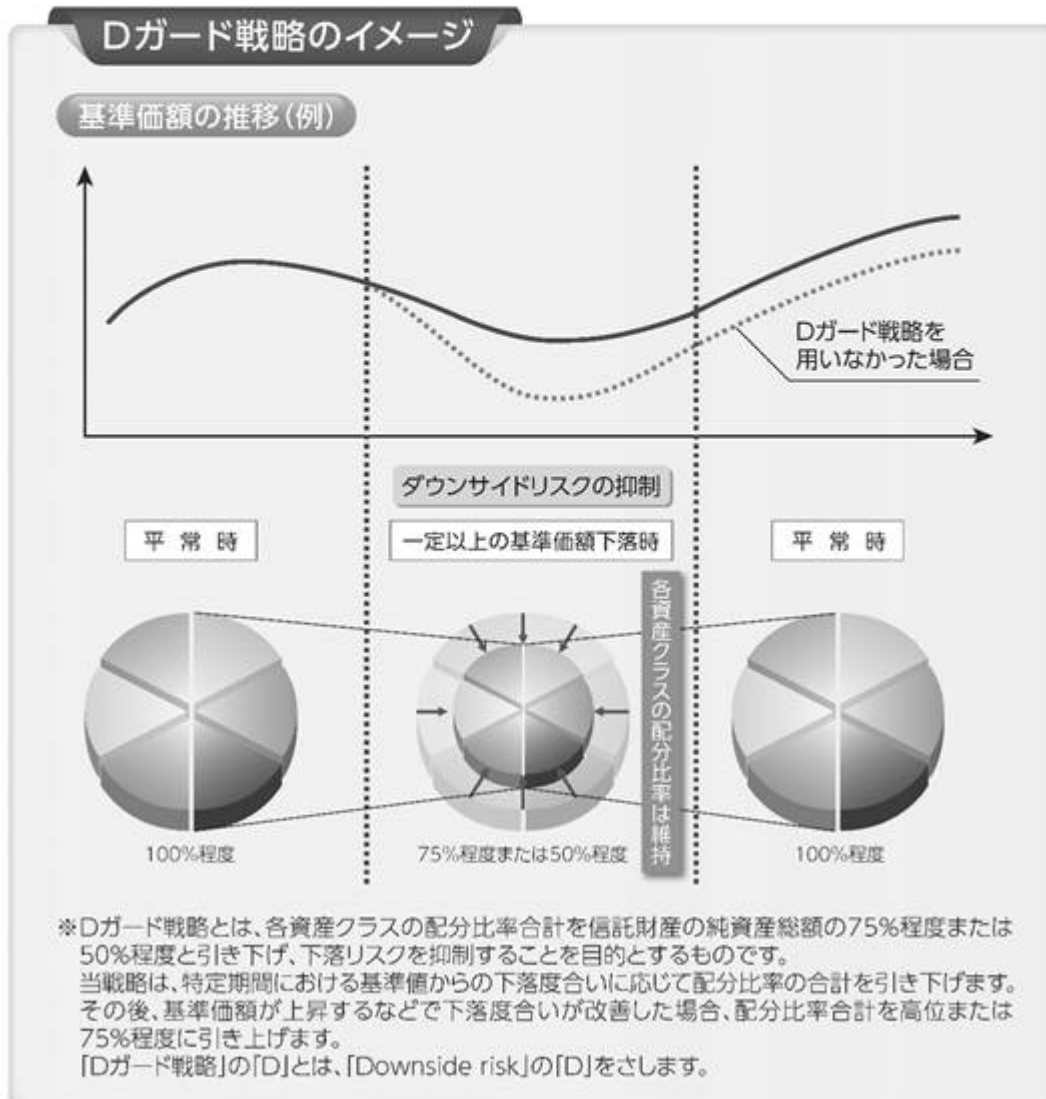 Dガード戦略のイメージ
基準価額の推移(例)
Dガード戦略を
用いなかった場合
ダウンサイドリスクの抑制
平 常 時
一定以上の基準価額下落時
平 常 時
各資産クラスの配分比率は維持
100%程度
75%程度または50%程度
100%程度
※Dガード戦略とは、各資産クラスの配分比率合計を信託財産の純資産総額の75%程度または
50%程度と引き下げ、下落リスクを抑制することを目的とするものです。
当戦略は、特定期間における基準値からの下落度合いに応じて配分比率の合計を引き下げます。
その後、基準価額が上昇するなどで下落度合いが改善した場合、配分比率合計を高位または
75%程度に引き上げます。
「Dガード戦略」の「D」とは、「Downside risk」の「D」をさします。